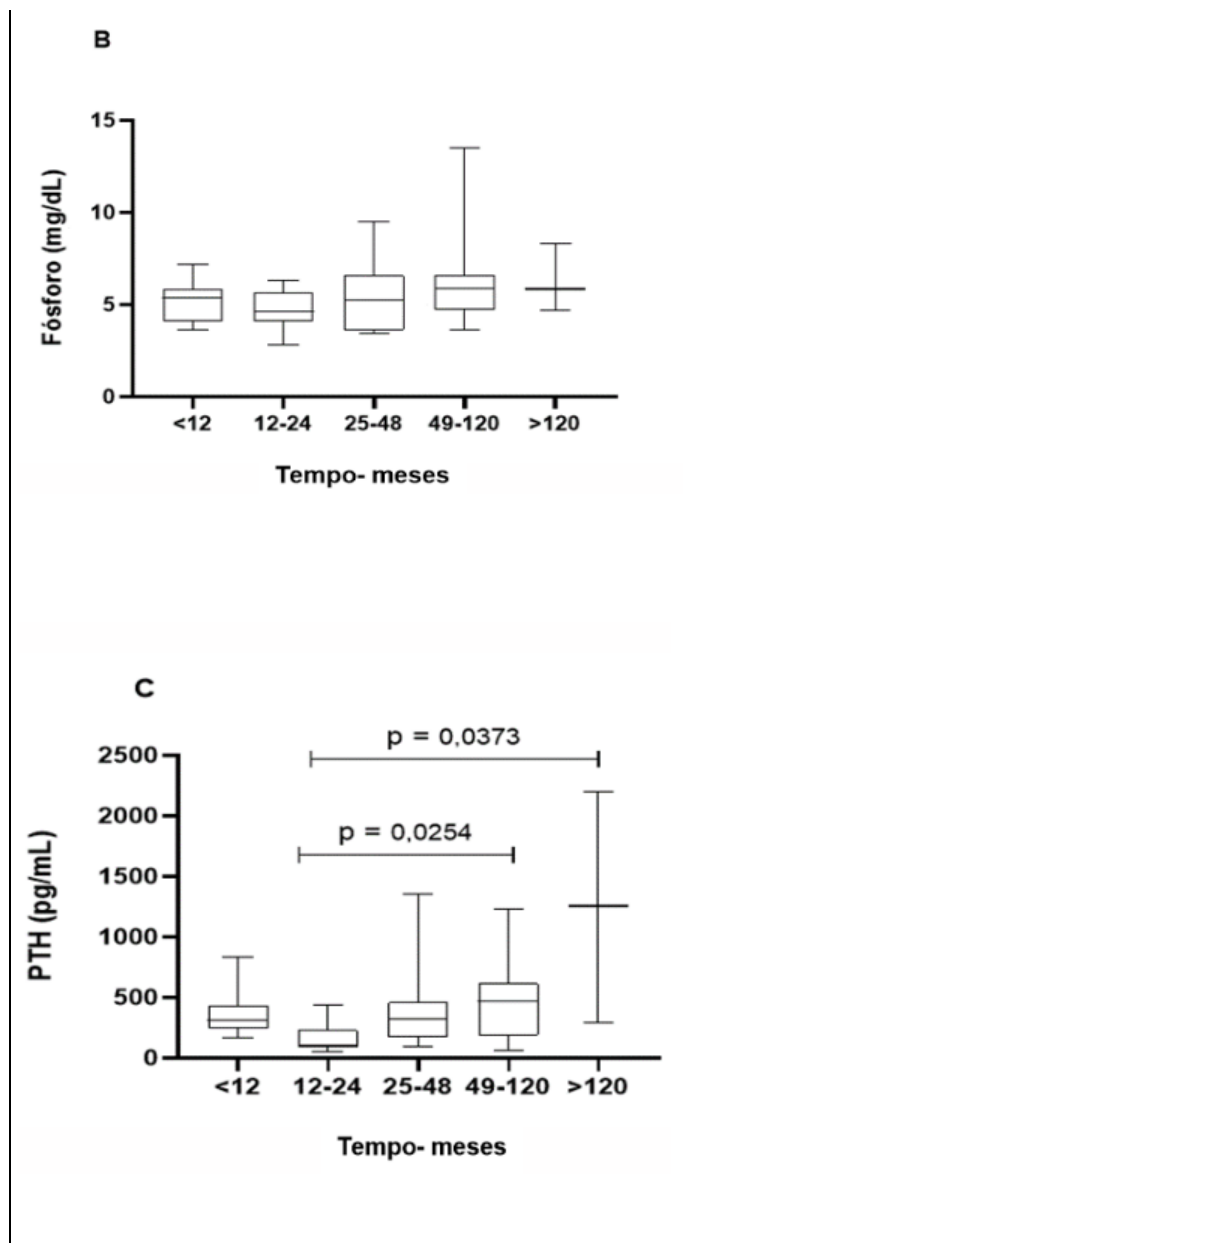 B
15
10
5
0
Fósforo (mg/dL)
<12 12-24 25-48 49-120 >120
Tempo- meses
C
p = 0,0373
p = 0,0254
2500
2000
1500
1000
500
0
PTH (pg/mL)
<12 12-24 25-48 49-120 >120
Tempo- meses